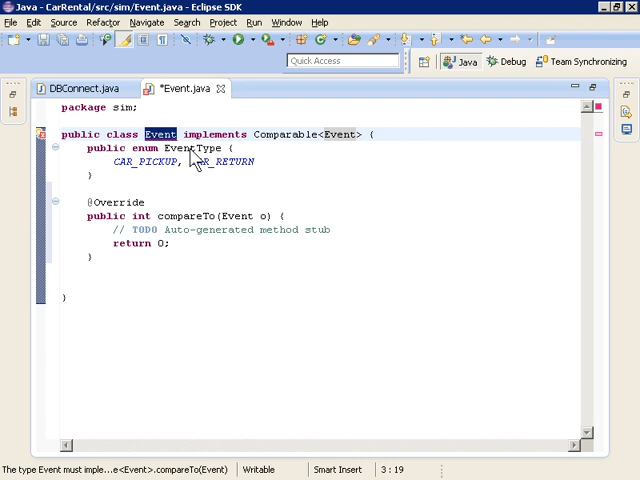 Java - CarRental/src/sim/Event.java - Eclipse SDK
File Edit Source Refactor Navigate Search Project Run Window Help
Quick Access
Java
Debug
Team Synchronizing
DBConnect.java
*Event.java
package sim;
public class Event implements Comparable<Event> {
public enum EventType {
CAR_PICKUP, CAR_RETURN
}
@Override
public int compareTo(Event o) {
// TODO Auto-generated method stub
return 0;
}
}
The type Event must imple...e<Event>.compareTo(Event)
Writable
Smart Insert
3 : 19